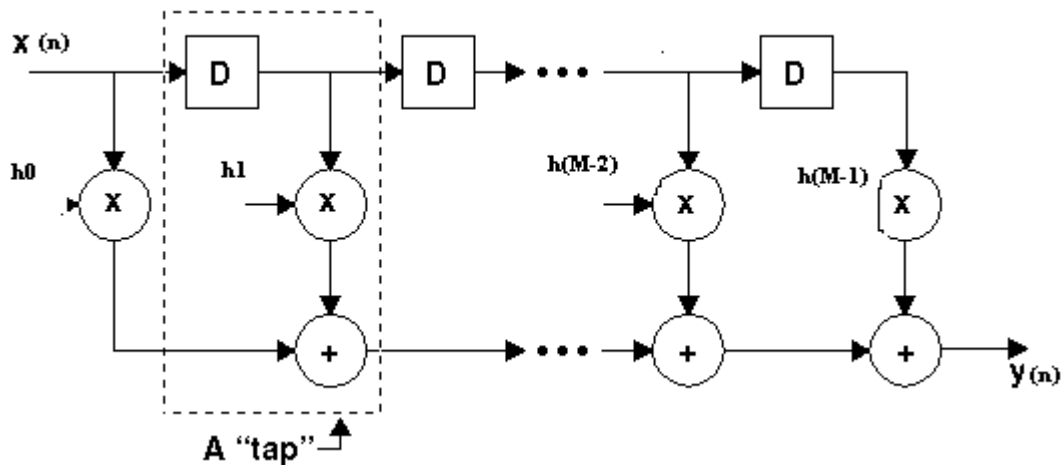 X (n)
D D D
h0 h1 h(M-2) h(M-1)
X X X X
+ + +
y(n)
A “tap”